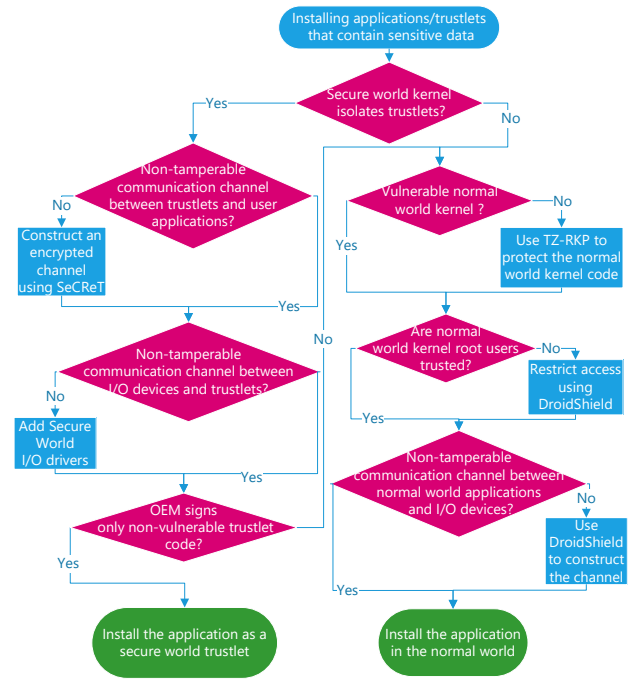 Installing applications/trustlets
that contain sensitive data
Secure world kernel
isolates trustlets?
Yes
No
Non-tamperable
communication channel
between trustlets and user
applications?
No
Construct an
encrypted
channel
using SeCReT
Yes
Vulnerable normal
world kernel ?
No
Yes
Use TZ-RKP to
protect the normal
world kernel code
Non-tamperable
communication channel between
I/O devices and trustlets?
No
No
Add Secure
World
I/O drivers
Yes
Are normal
world kernel root users
trusted?
No
Restrict access
using
DroidShield
Yes
OEM signs
only non-vulnerable trustlet
code?
Yes
Non-tamperable
communication channel between
normal world applications
and I/O devices?
No
Use
DroidShield
to construct
the channel
Yes
Install the application as a
secure world trustlet
Install the application
in the normal world